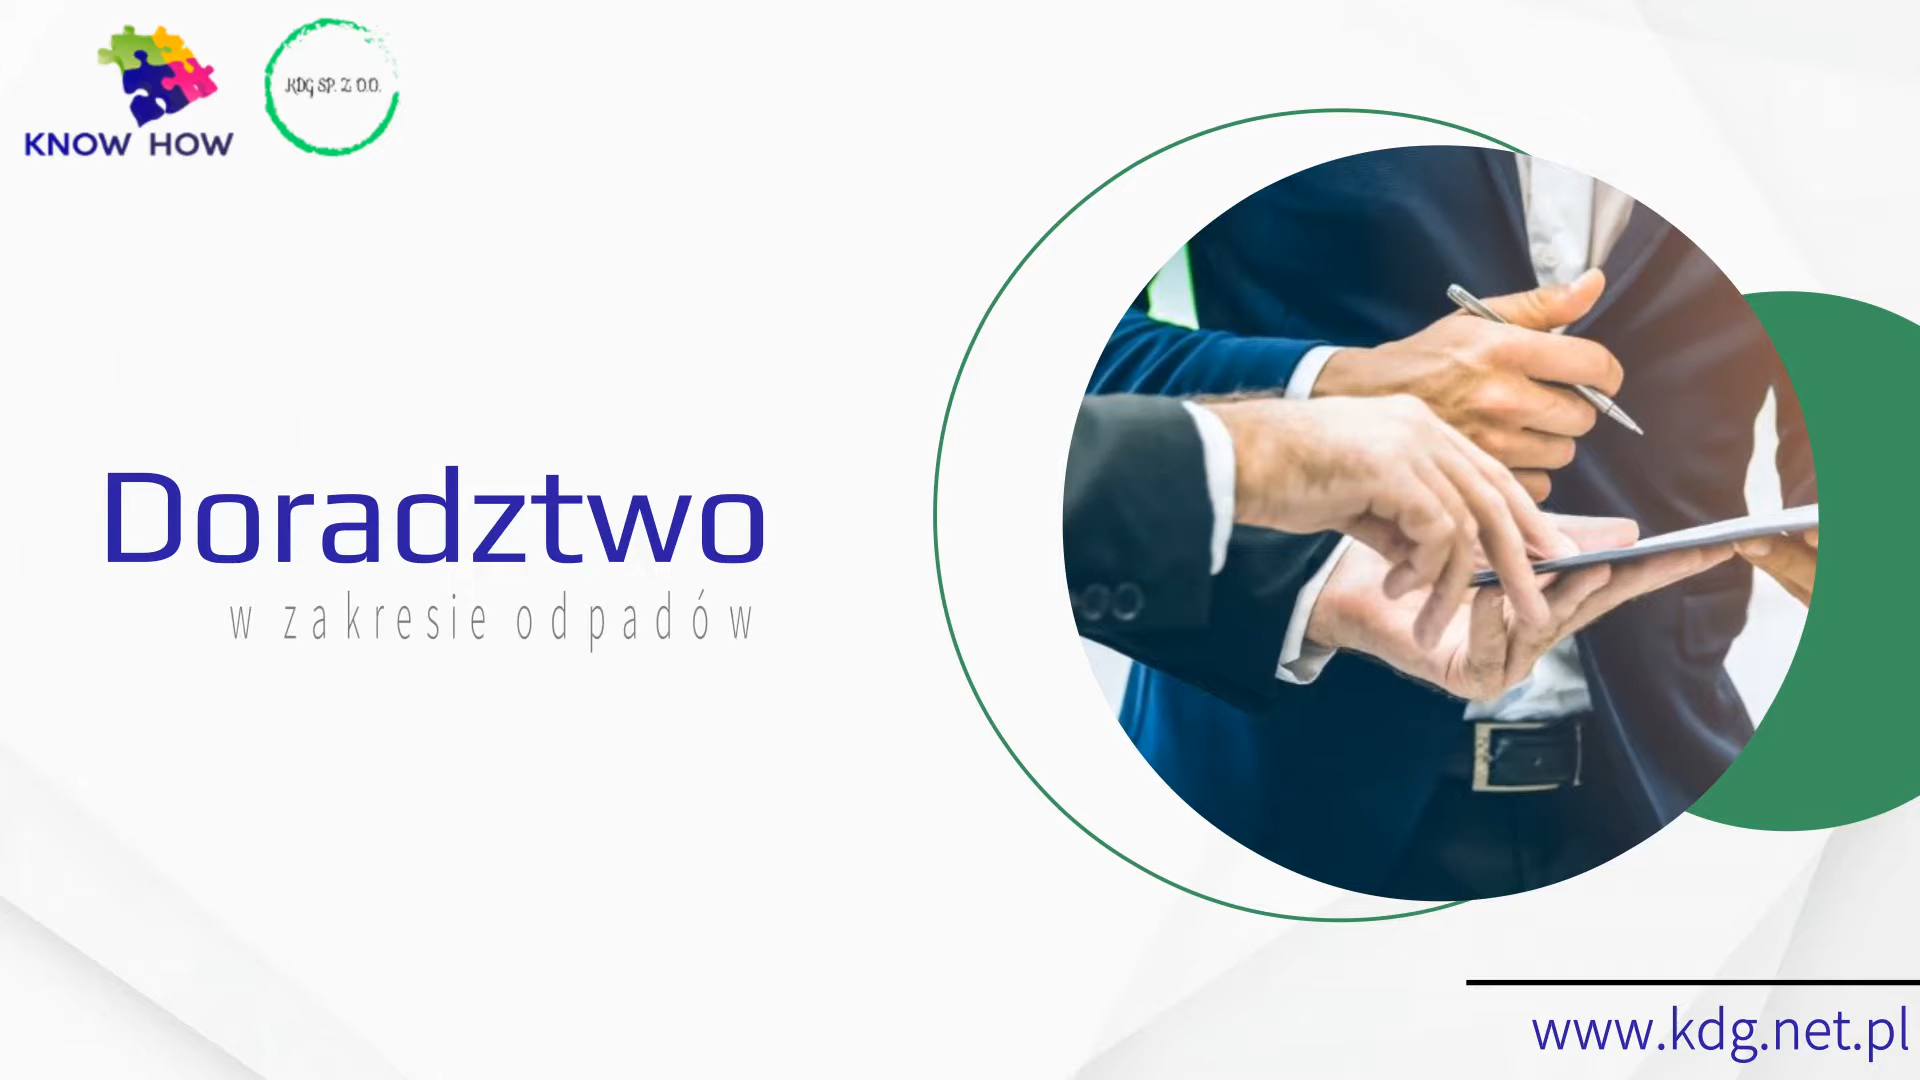 KNOW HOW
KDG SP. Z O.O.
Doradztwo
w zakresie odpadów
www.kdg.net.pl